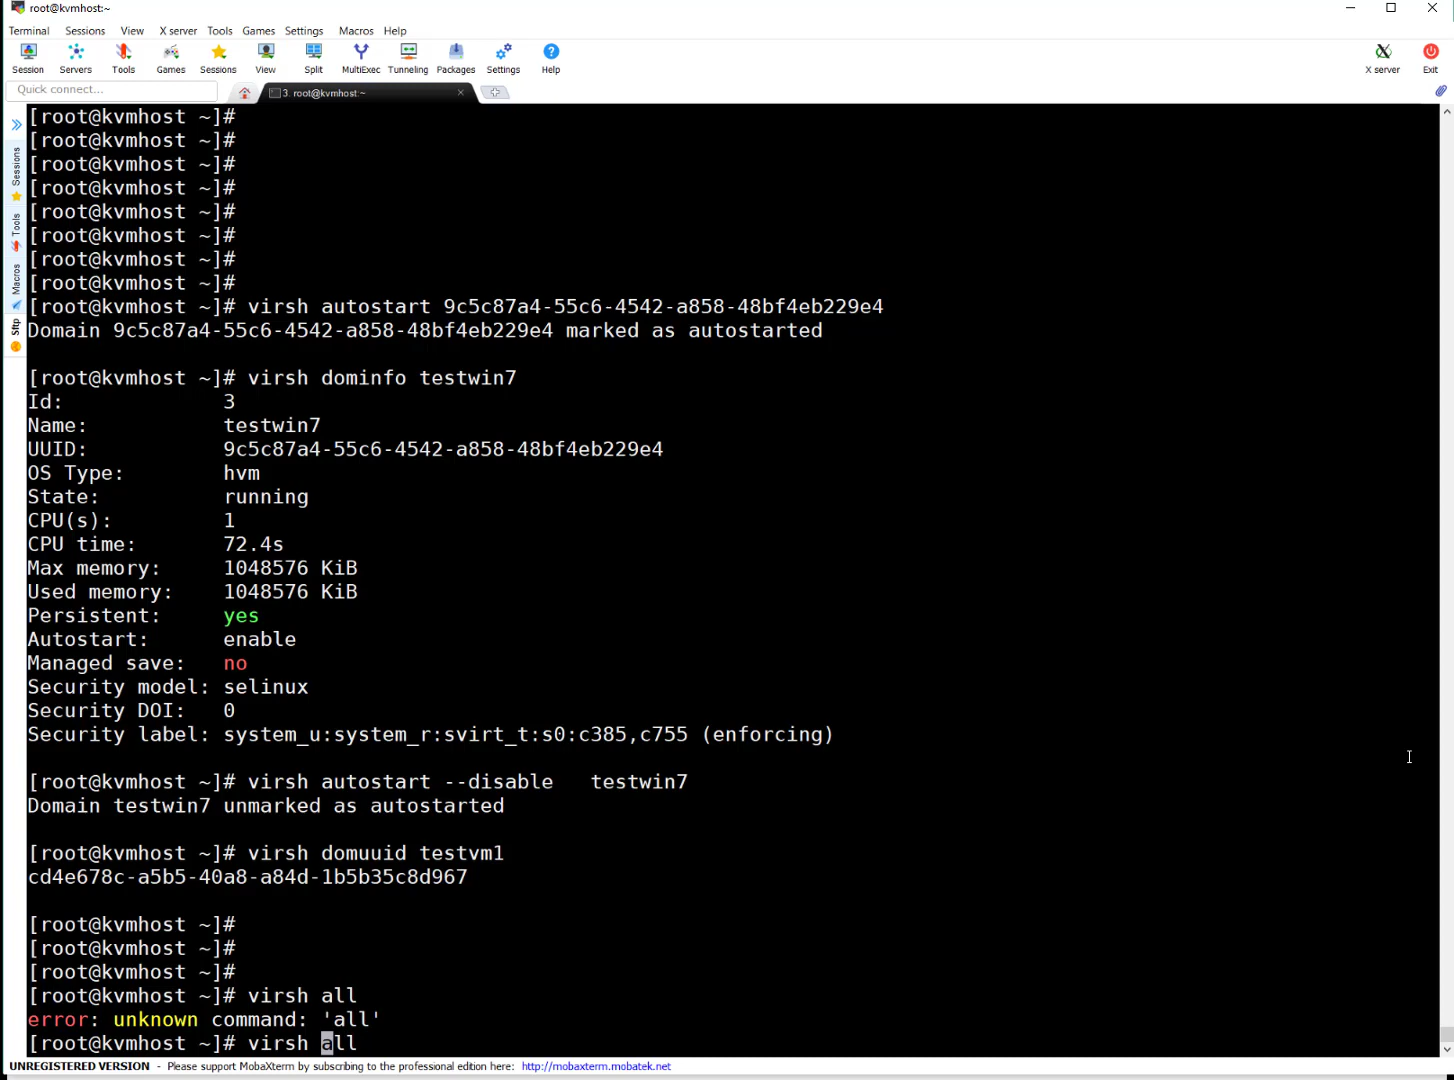 root@kvmhost:~
Terminal Sessions View X server Tools Games Settings Macros Help
Session Servers Tools Games Sessions View Split MultiExec Tunneling Packages Settings Help X server Exit
Quick connect... 3. root@kvmhost:~
Sessions
Tools
Macros
Sftp
[root@kvmhost ~]#
[root@kvmhost ~]#
[root@kvmhost ~]#
[root@kvmhost ~]#
[root@kvmhost ~]#
[root@kvmhost ~]#
[root@kvmhost ~]#
[root@kvmhost ~]#
[root@kvmhost ~]# virsh autostart 9c5c87a4-55c6-4542-a858-48bf4eb229e4
Domain 9c5c87a4-55c6-4542-a858-48bf4eb229e4 marked as autostarted
[root@kvmhost ~]# virsh dominfo testwin7
Id: 3
Name: testwin7
UUID: 9c5c87a4-55c6-4542-a858-48bf4eb229e4
OS Type: hvm
State: running
CPU(s): 1
CPU time: 72.4s
Max memory: 1048576 KiB
Used memory: 1048576 KiB
Persistent: yes
Autostart: enable
Managed save: no
Security model: selinux
Security DOI: 0
Security label: system_u:system_r:svirt_t:s0:c385,c755 (enforcing)
[root@kvmhost ~]# virsh autostart --disable   testwin7
Domain testwin7 unmarked as autostarted
[root@kvmhost ~]# virsh domuuid testvm1
cd4e678c-a5b5-40a8-a84d-1b5b35c8d967
[root@kvmhost ~]#
[root@kvmhost ~]#
[root@kvmhost ~]#
[root@kvmhost ~]# virsh all
error: unknown command: 'all'
[root@kvmhost ~]# virsh all
UNREGISTERED VERSION - Please support MobaXterm by subscribing to the professional edition here: http://mobaxterm.mobatek.net